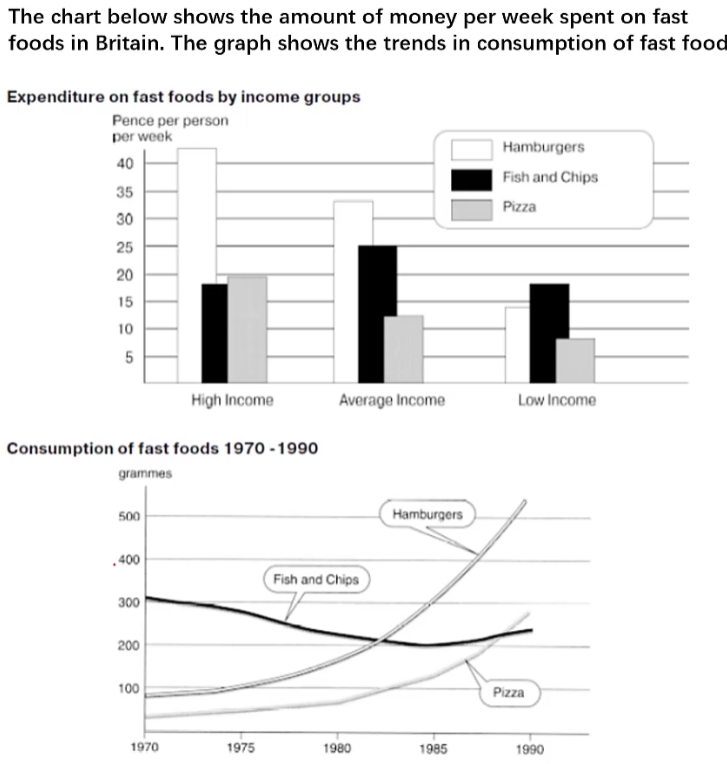 The chart below shows the amount of money per week spent on fast
foods in Britain. The graph shows the trends in consumption of fast food
Expenditure on fast foods by income groups
Pence per person
per week
40
35
30
25
20
15
10
5
Hamburgers
Fish and Chips
Pizza
High Income
Average Income
Low Income
Consumption of fast foods 1970 - 1990
grammes
500
.400
300
200
100
Hamburgers
Fish and Chips
Pizza
1970
1975
1980
1985
1990